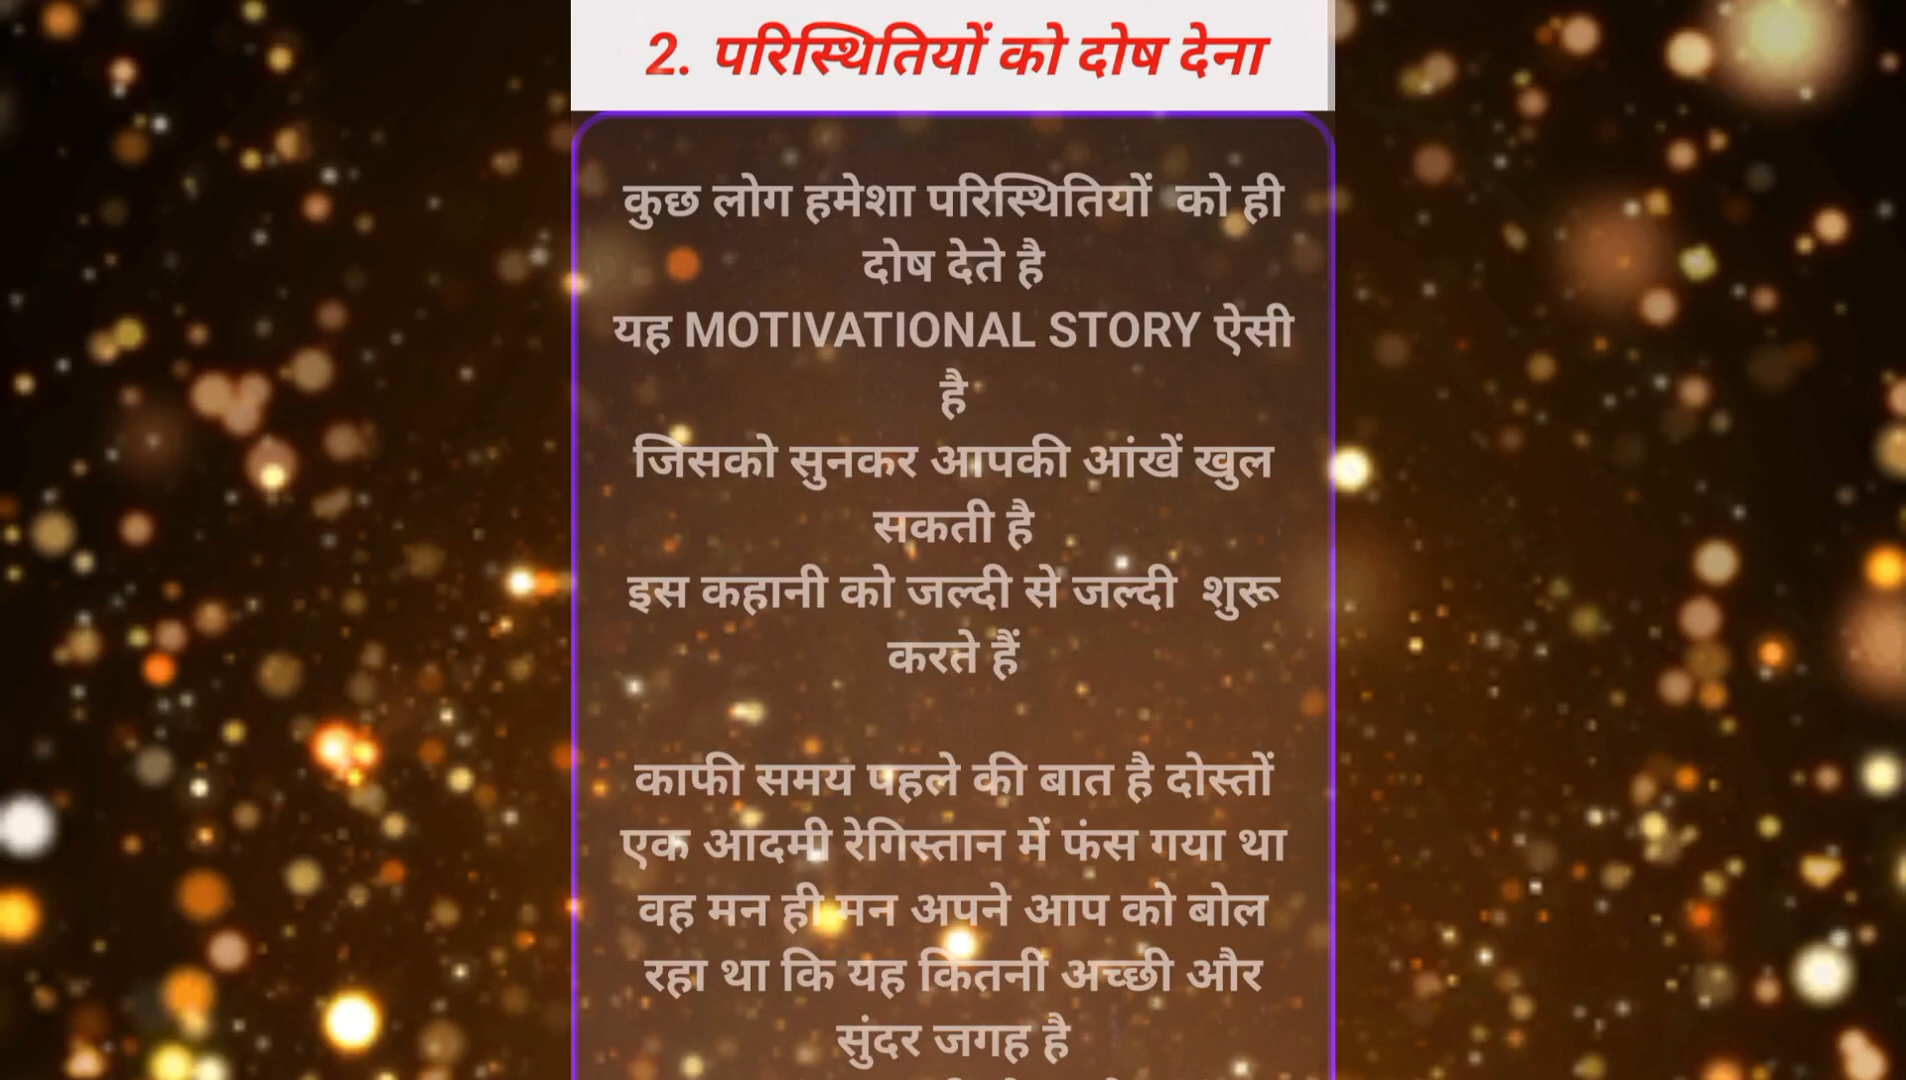 2. परिस्थितियों को दोष देना
कुछ लोग हमेशा परिस्थितियों को ही
दोष देते है
यह MOTIVATIONAL STORY ऐसी
है
जिसको सुनकर आपकी आंखें खुल
सकती है
इस कहानी को जल्दी से जल्दी शुरू
करते हैं
काफी समय पहले की बात है दोस्तों
एक आदमी रेगिस्तान में फंस गया था
वह मन ही मन अपने आप को बोल
रहा था कि यह कितनी अच्छी और
सुंदर जगह है